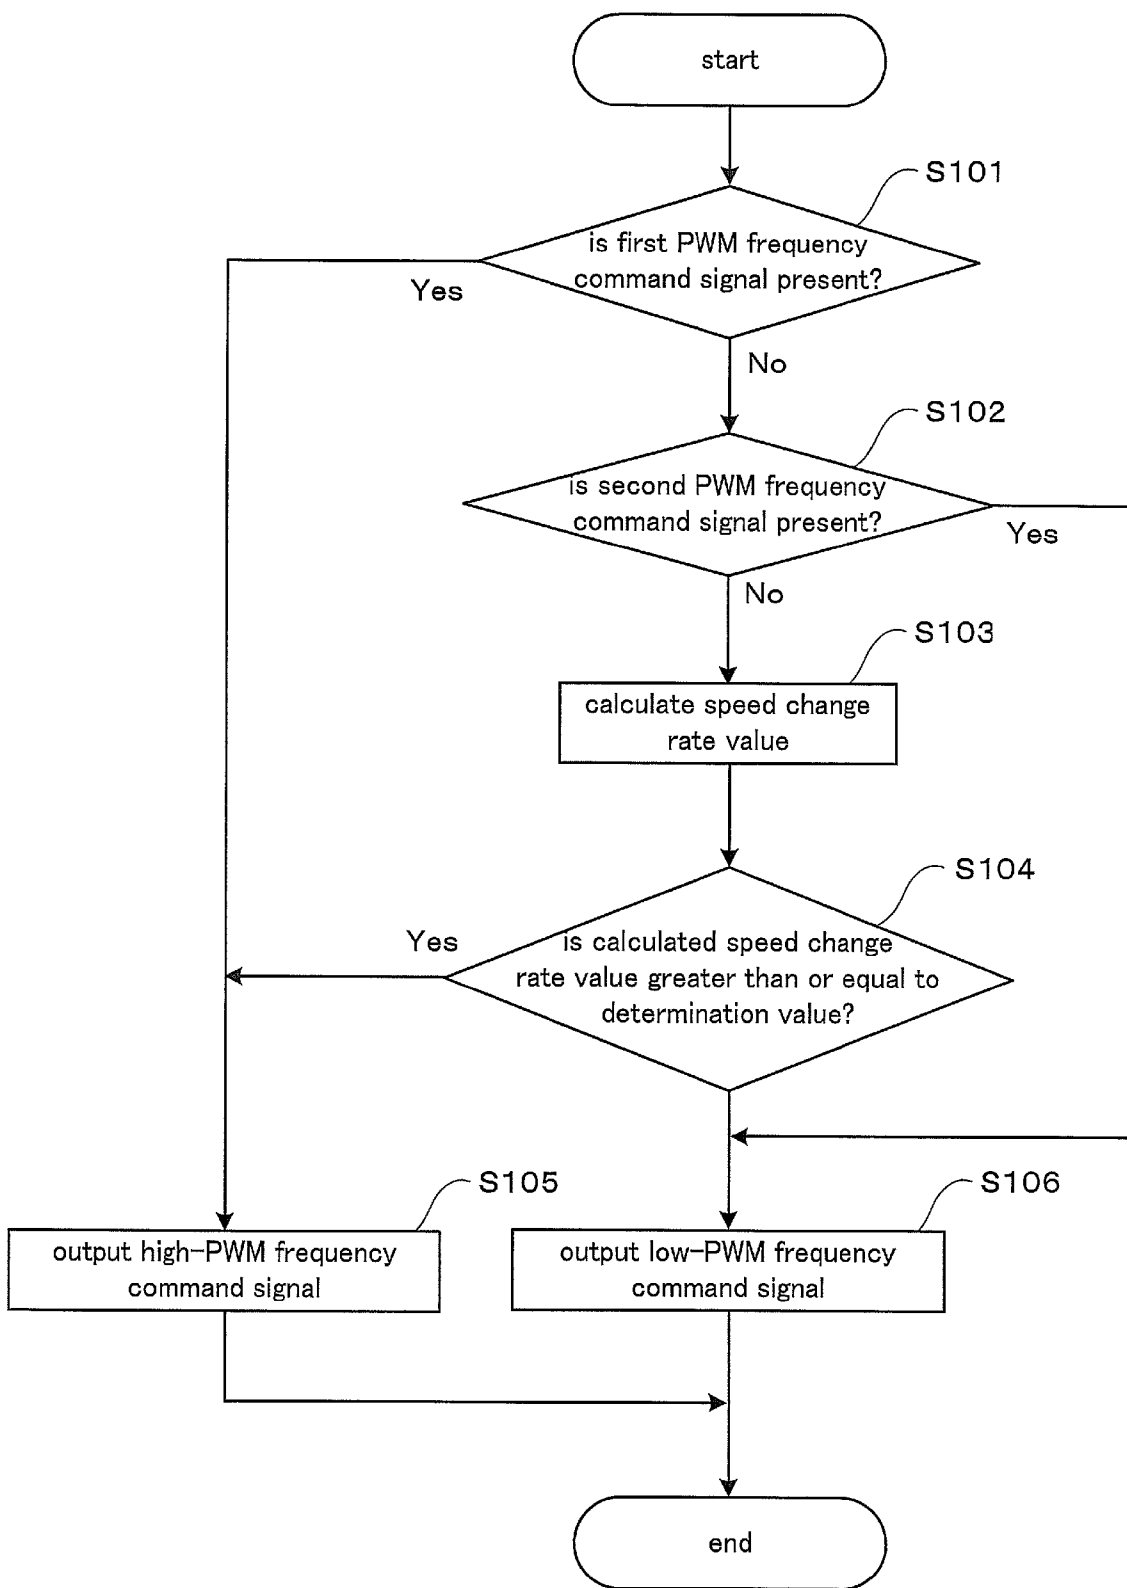 start
S101
is first PWM frequency
command signal present?
Yes
No
S102
is second PWM frequency
command signal present?
Yes
No
S103
calculate speed change
rate value
S104
Yes
is calculated speed change
rate value greater than or equal to
determination value?
S105
S106
output high-PWM frequency
command signal
output low-PWM frequency
command signal
end